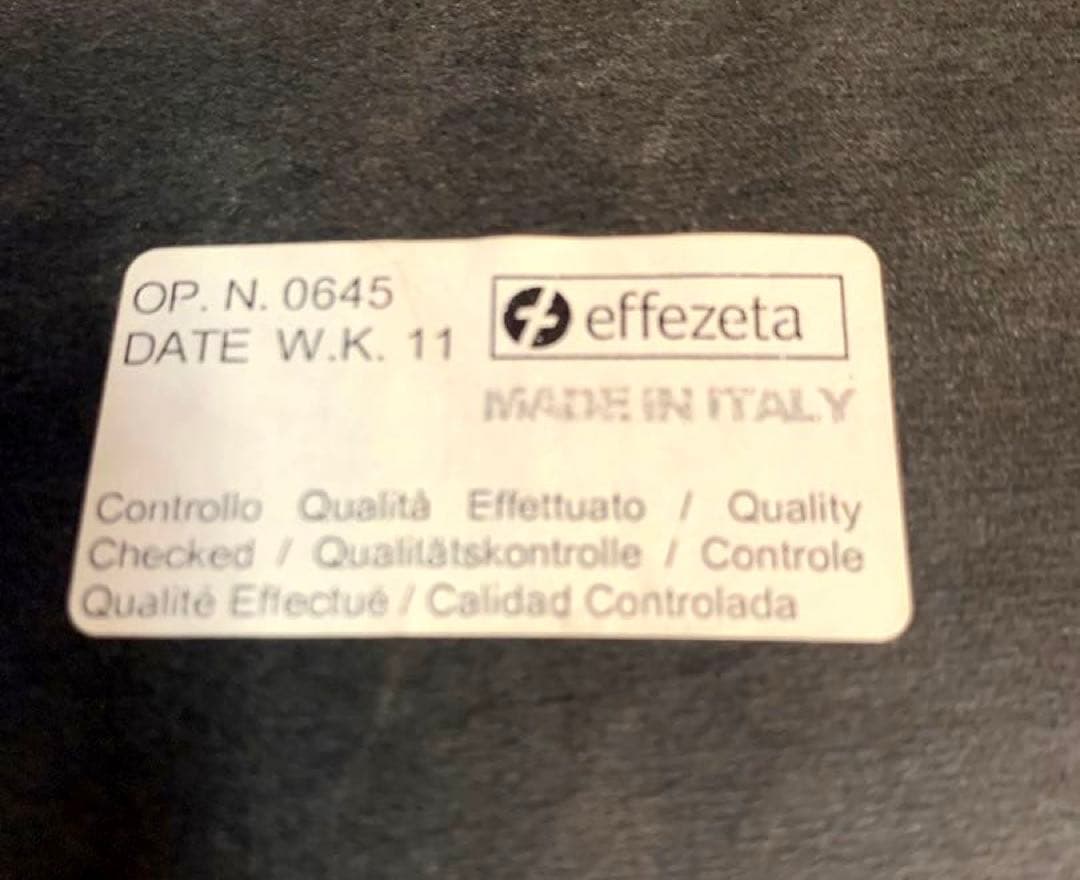 OP. N. 0645
DATE W.K. 11
effezeta
MADE IN ITALY
Controllo Qualità Effettuato / Quality
Checked / Qualitätskontrolle / Controle
Qualité Effectué / Calidad Controlada